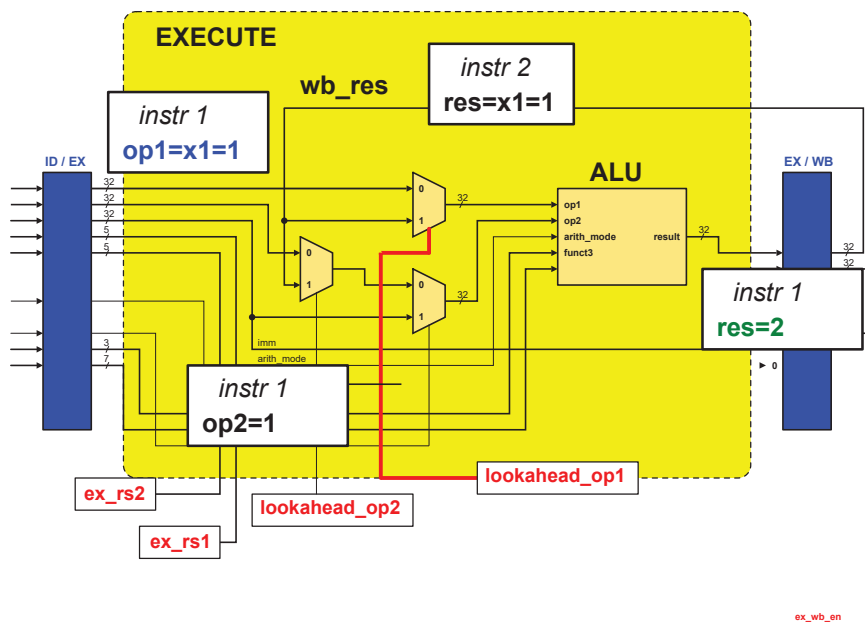 EXECUTE
instr 2
res=x1=1
wb_res
instr 1
op1=x1=1
ID / EX
EX / WB
ALU
32
32
32
5
5
0
1
32
op1
op2
arith_mode
funct3
result
32
32
32
0
1
0
1
32
instr 1
res=2
imm
arith_mode
3
7
0
instr 1
op2=1
lookahead_op1
ex_rs2
lookahead_op2
ex_rs1
ex_wb_en